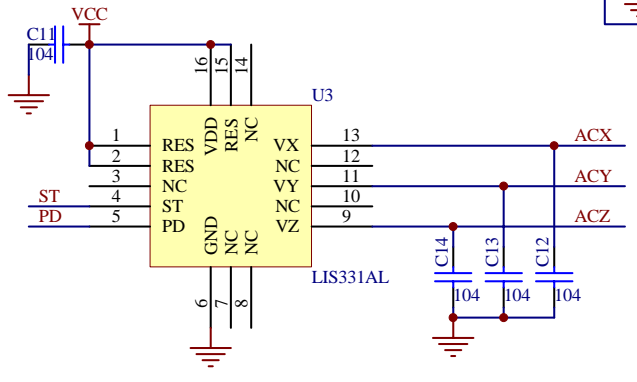 VCC
C11
104
16
15
14
U3
VDD
RES
NC
1
RES
VX
13
ACX
2
RES
NC
12
3
NC
VY
11
ACY
ST
4
ST
NC
10
PD
5
PD
VZ
9
ACZ
GND
NC
NC
C14
C13
C12
LIS331AL
6
7
8
104
104
104